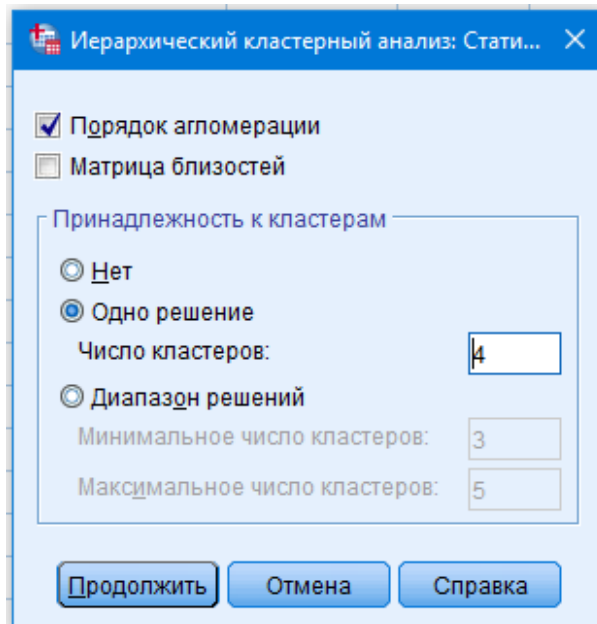 Иерархический кластерный анализ: Стати...
Порядок агломерации
Матрица близостей
Принадлежность к кластерам
Нет
Одно решение
Число кластеров: 4
Диапазон решений
Минимальное число кластеров: 3
Максимальное число кластеров: 5
Продолжить Отмена Справка